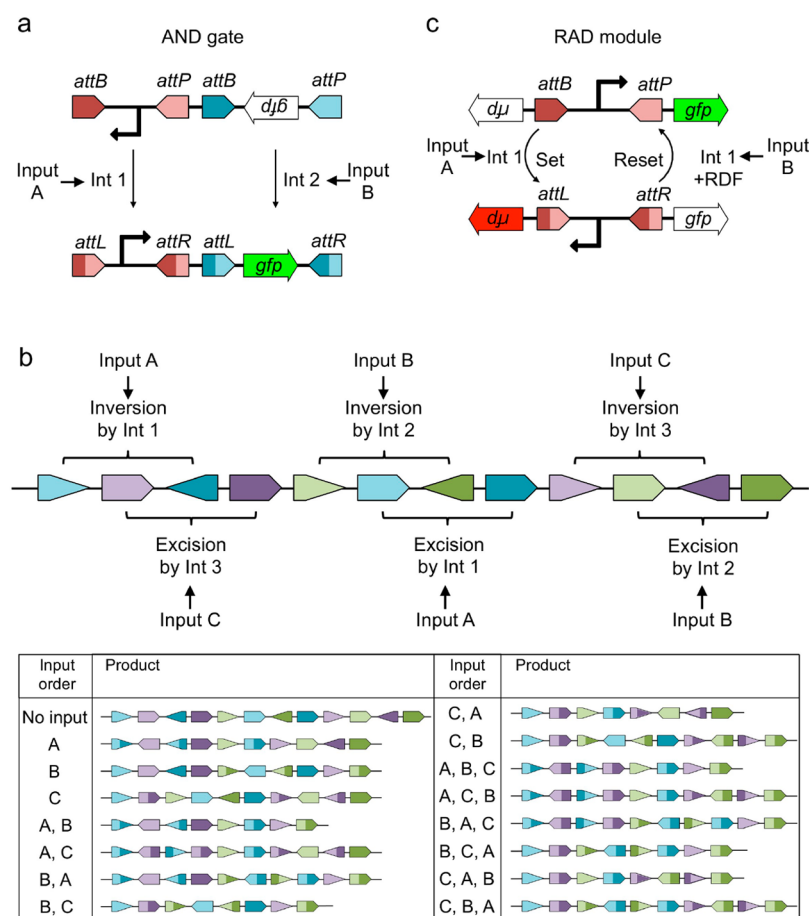 a
AND gate
attB
attP
attB
attP
gfp
Input
A
Int 1
Int 2
Input
B
attL
attR
attL
attR
gfp
c
RAD module
attB
attP
rfp
gfp
Input
A
Int 1
Set
Reset
Int 1
+RDF
Input
B
attL
attR
rfp
gfp
b
Input A
Input B
Input C
Inversion
by Int 1
Inversion
by Int 2
Inversion
by Int 3
Excision
by Int 3
Excision
by Int 1
Excision
by Int 2
Input C
Input A
Input B
Input
order
Product
No input
A
B
C
A, B
A, C
B, A
B, C
Input
order
Product
C, A
C, B
A, B, C
A, C, B
B, A, C
B, C, A
C, A, B
C, B, A